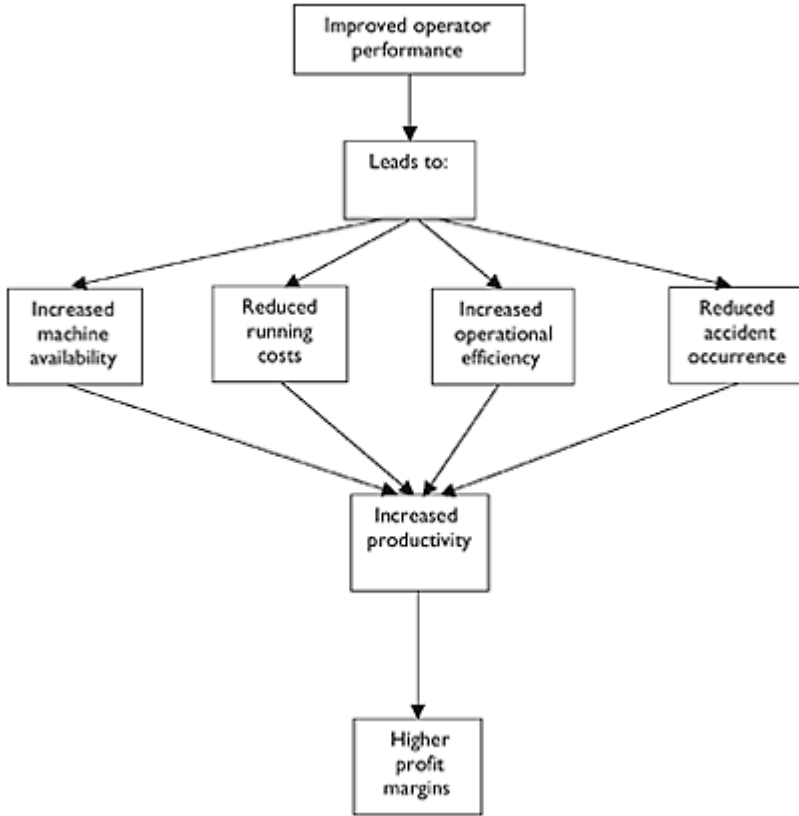 Improved operator
performance
Leads to:
Increased
machine
availability
Reduced
running
costs
Increased
operational
efficiency
Reduced
accident
occurrence
Increased
productivity
Higher
profit
margins